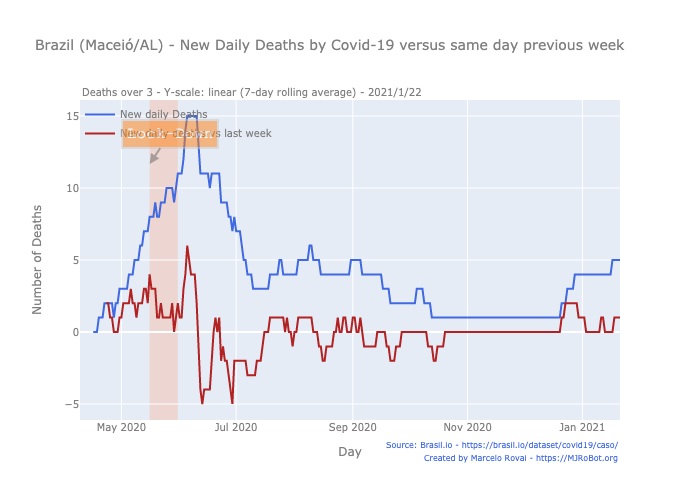 Brazil (Maceió/AL) - New Daily Deaths by Covid-19 versus same day previous week
Deaths over 3 - Y-scale: linear (7-day rolling average) - 2021/1/22
New daily Deaths
New daily deaths vs last week
Lock-Down
Number of Deaths
15
10
5
0
−5
May 2020
Jul 2020
Sep 2020
Nov 2020
Jan 2021
Day
Source: Brasil.io - https://brasil.io/dataset/covid19/caso/
Created by Marcelo Rovai - https://MJRoBot.org